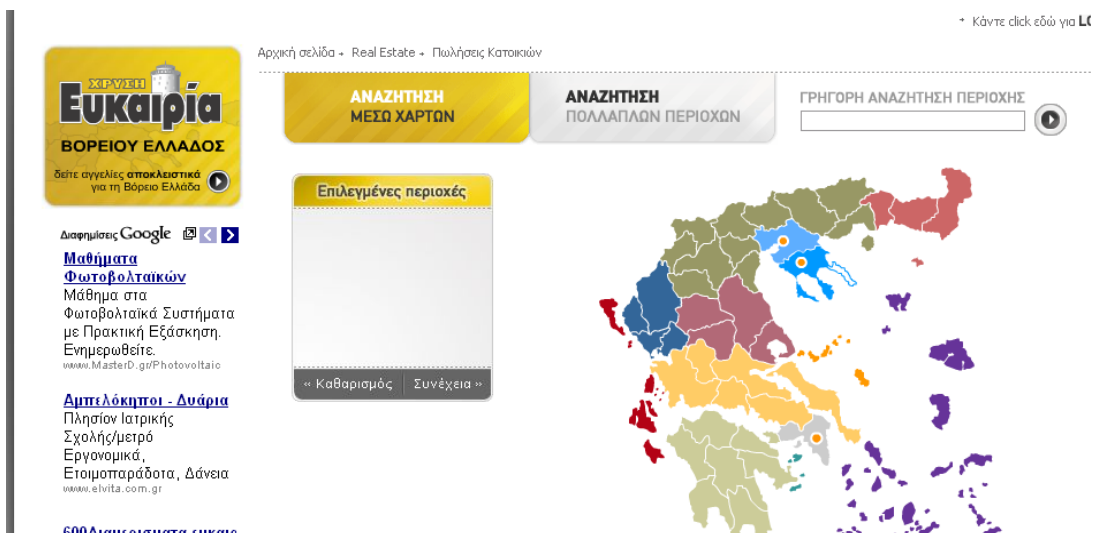 Κάντε click εδώ για
Αρχική σελίδα
Real Estate
Πωλήσεις Κατοικιών
ΧΡΥΣΗ
Ευκαιρία
ΒΟΡΕΙΟΥ ΕΛΛΑΔΟΣ
δείτε αγγελίες αποκλειστικά
για τη Βόρειο Ελλάδα
ΑΝΑΖΗΤΗΣΗ
ΜΕΣΩ ΧΑΡΤΩΝ
ΑΝΑΖΗΤΗΣΗ
ΠΟΛΛΑΠΛΩΝ ΠΕΡΙΟΧΩΝ
ΓΡΗΓΟΡΗ ΑΝΑΖΗΤΗΣΗ ΠΕΡΙΟΧΗΣ
Επιλεγμένες περιοχές
« Καθαρισμός
Συνέχεια »
Διαφημίσεις Google
Μαθήματα
Φωτοβολταϊκών
Μάθημα στα
Φωτοβολταϊκά Συστήματα
με Πρακτική Εξάσκηση.
Ενημερωθείτε.
www.MasterD.gr/Photovoltaic
Αμπελόκηποι - Δυάρια
Πλησίον Ιατρικής
Σχολής/μετρό
Εργονομικά,
Ετοιμοπαράδοτα, Δάνεια
www.elvita.com.gr